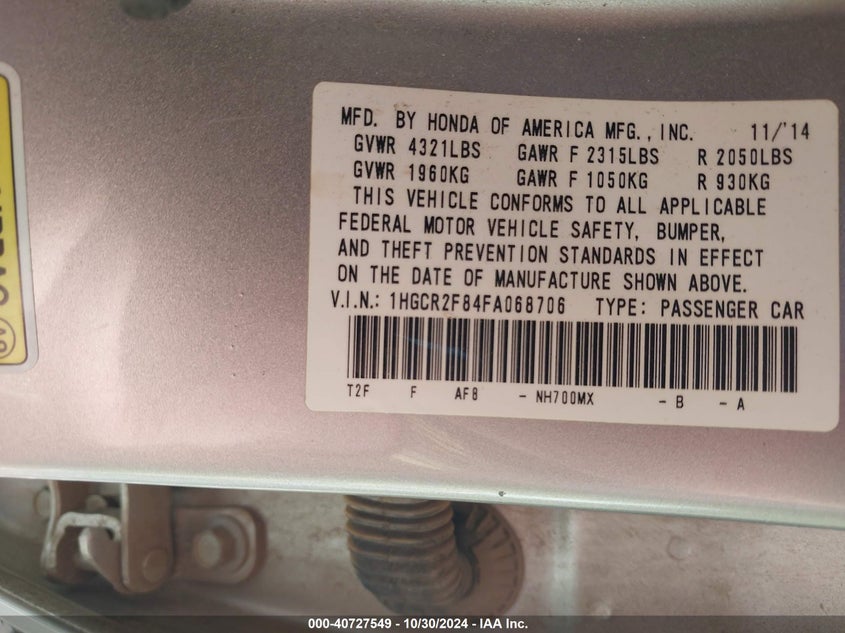 MFD. BY HONDA OF AMERICA MFG., INC. 11/'14
GVWR 4321LBS GAWR F 2315LBS R 2050LBS
GVWR 1960KG GAWR F 1050KG R 930KG
THIS VEHICLE CONFORMS TO ALL APPLICABLE
FEDERAL MOTOR VEHICLE SAFETY, BUMPER,
AND THEFT PREVENTION STANDARDS IN EFFECT
ON THE DATE OF MANUFACTURE SHOWN ABOVE.
V.I.N.: 1HGCR2F84FA068706 TYPE: PASSENGER CAR
T2F F AF8 - NH700MX - B - A
000-40727549 - 10/30/2024 - IAA Inc.